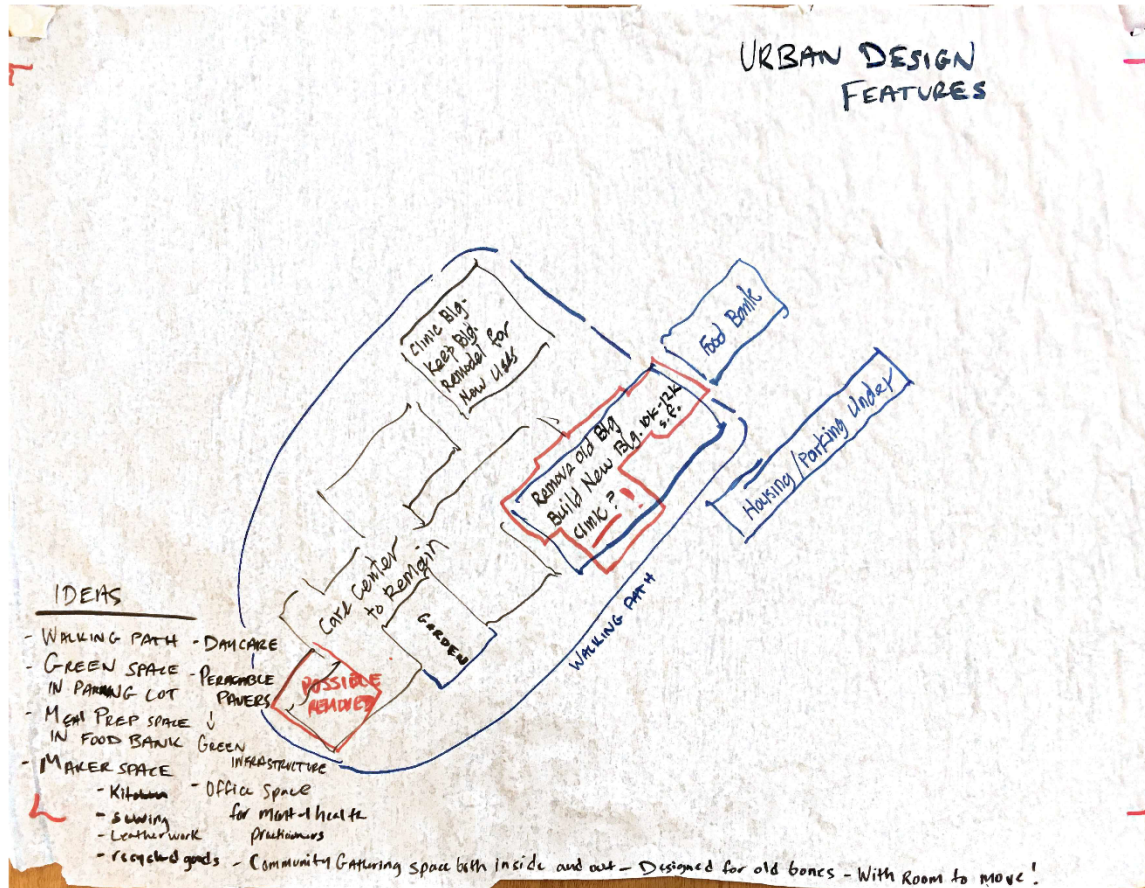 URBAN DESIGN
FEATURES
Clinic Blg-
Keep Blg.
Remodel for
New Uses
Food Bank
Housing/Parking Under
Remove Old Blg
Build New Blg. 10K-12K
s.f.
Clinic?
Care Center
to Remain
GARDEN
POSSIBLE
REMOVED
WALKING PATH
IDEAS
- WALKING PATH
- GREEN SPACE
IN PARKING LOT
- Meal PREP SPACE
IN FOOD BANK
- MAKER SPACE
- Kitchen
- sewing
- Leatherwork
- recycled goods
- DAYCARE
- PERMEABLE
PAVERS
↓
GREEN
INFRASTRUCTURE
- Office Space
for mental health
practioners
- Community Gathering space both inside and out - Designed for old bones - With Room to move!